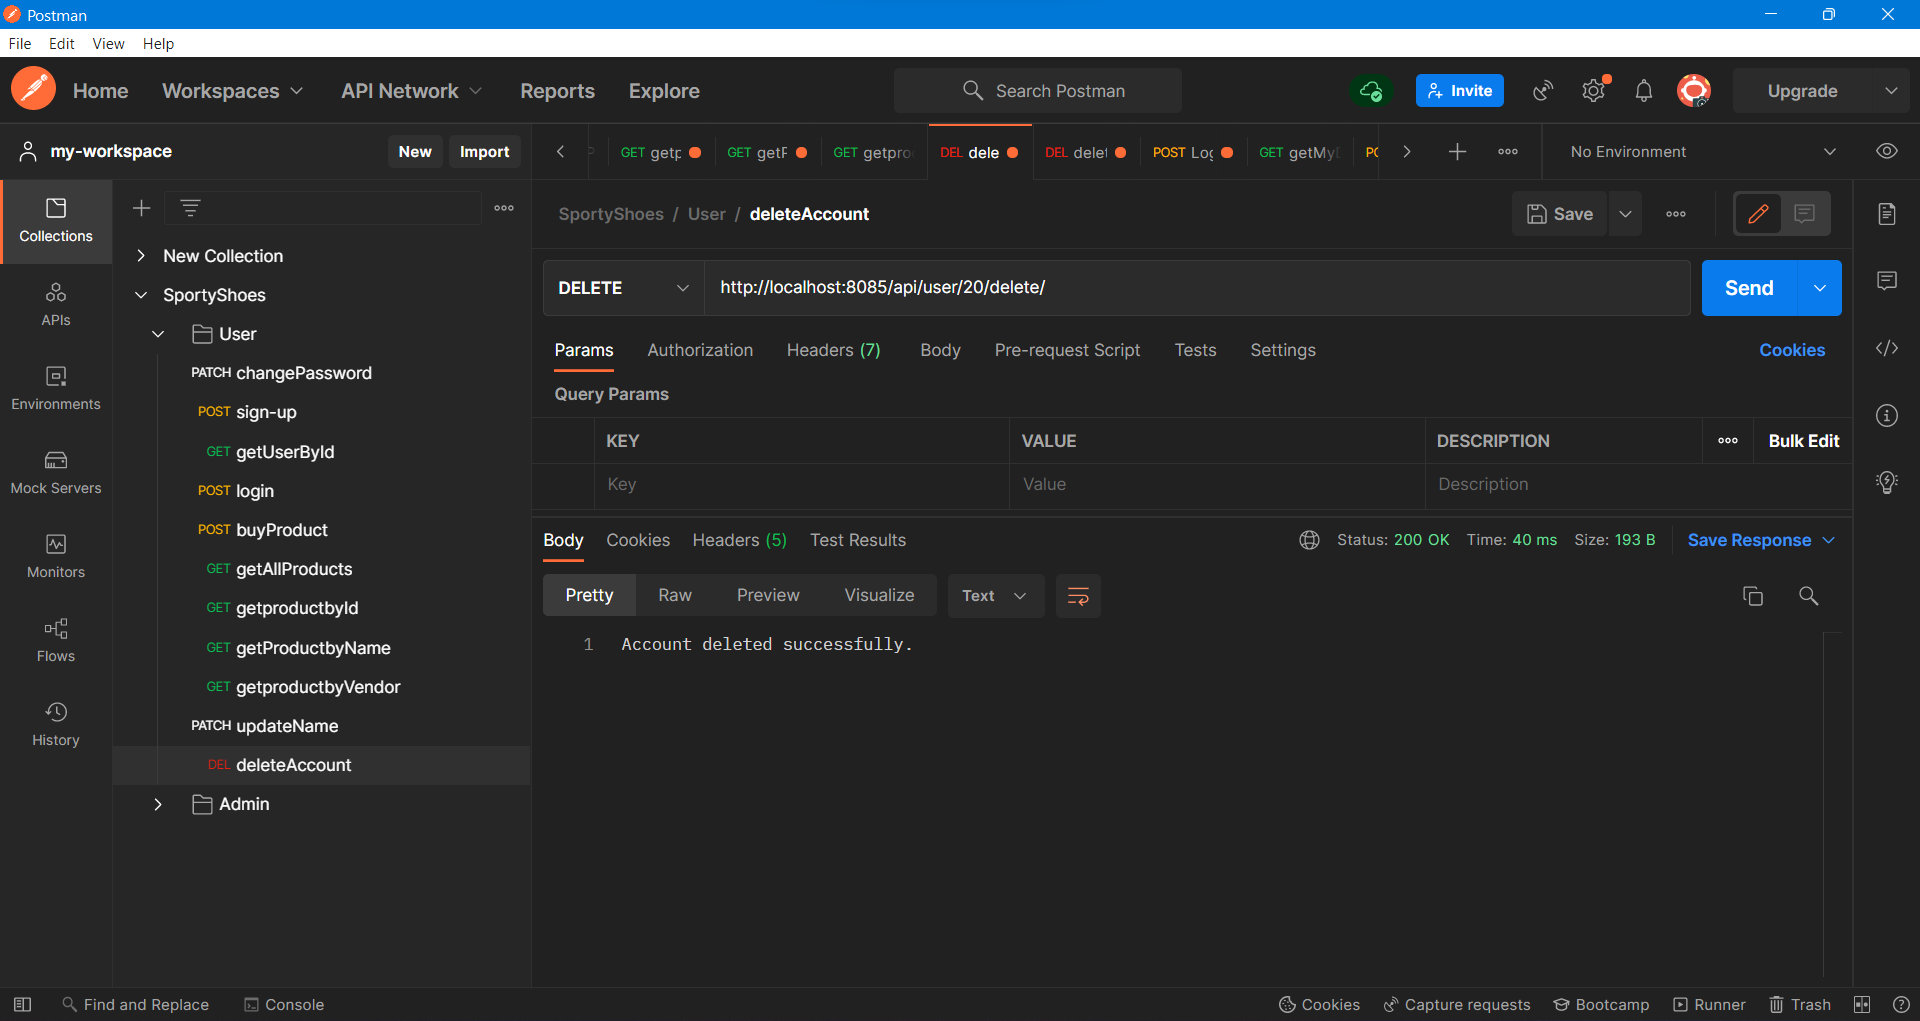 Postman
File Edit View Help
Home Workspaces API Network Reports Explore Search Postman Invite Upgrade
my-workspace New Import GET getp GET getF GET getpro DEL dele DEL delet POST Log GET getMy No Environment
Collections
APIs
Environments
Mock Servers
Monitors
Flows
History
New Collection
SportyShoes
User
PATCH changePassword
POST sign-up
GET getUserById
POST login
POST buyProduct
GET getAllProducts
GET getproductbyId
GET getProductbyName
GET getproductbyVendor
PATCH updateName
DEL deleteAccount
Admin
SportyShoes / User / deleteAccount Save
DELETE http://localhost:8085/api/user/20/delete/ Send
Params Authorization Headers (7) Body Pre-request Script Tests Settings Cookies
Query Params
KEY VALUE DESCRIPTION Bulk Edit
Key Value Description
Body Cookies Headers (5) Test Results Status: 200 OK Time: 40 ms Size: 193 B Save Response
Pretty Raw Preview Visualize Text
1 Account deleted successfully.
Find and Replace Console Cookies Capture requests Bootcamp Runner Trash